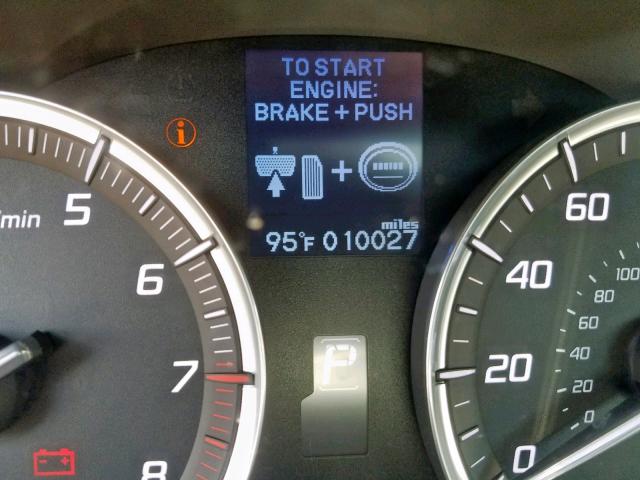 TO START
ENGINE:
BRAKE + PUSH
+
miles
95°F 010027
/min
5
6
7
8
P
60
40
20
0
100
80
60
40
20
0